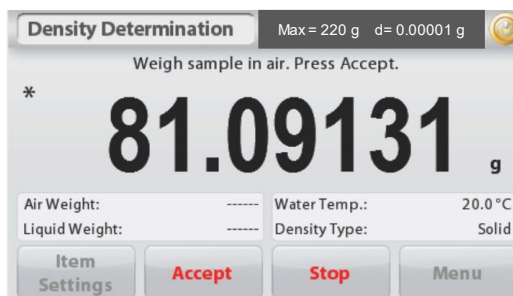 Density Determination Max = 220 g d= 0.00001 g
Weigh sample in air. Press Accept.
* 81.09131 g
Air Weight: ------ Water Temp.: 20.0°C
Liquid Weight: ------ Density Type: Solid
Item Settings Accept Stop Menu